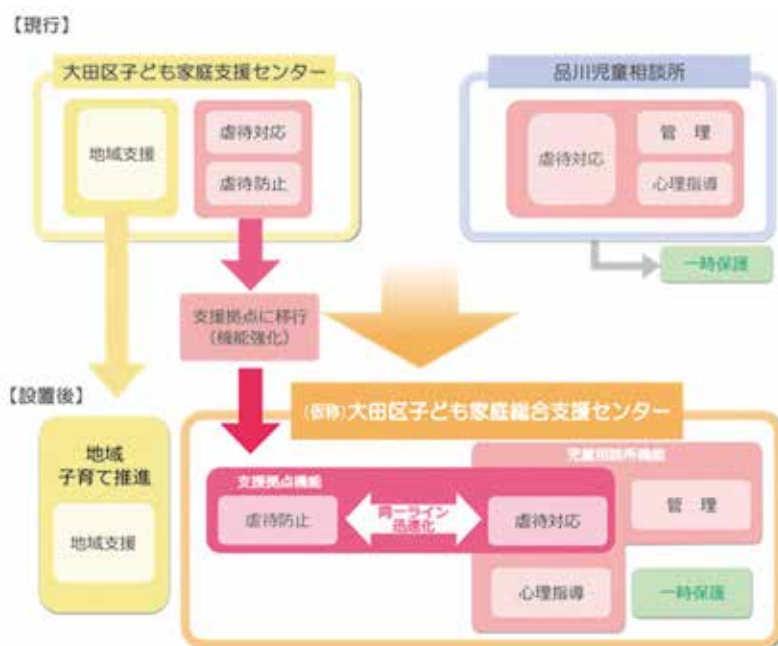 【現行】
大田区子ども家庭支援センター
地域支援
虐待対応
虐待防止
品川児童相談所
虐待対応
管　理
心理指導
一時保護
支援拠点に移行
（機能強化）
【設置後】
地域
子育て推進
地域支援
（仮称）大田区子ども家庭総合支援センター
児童相談所機能
支援拠点機能
虐待防止
同一ライン
迅速化
虐待対応
管　理
心理指導
一時保護